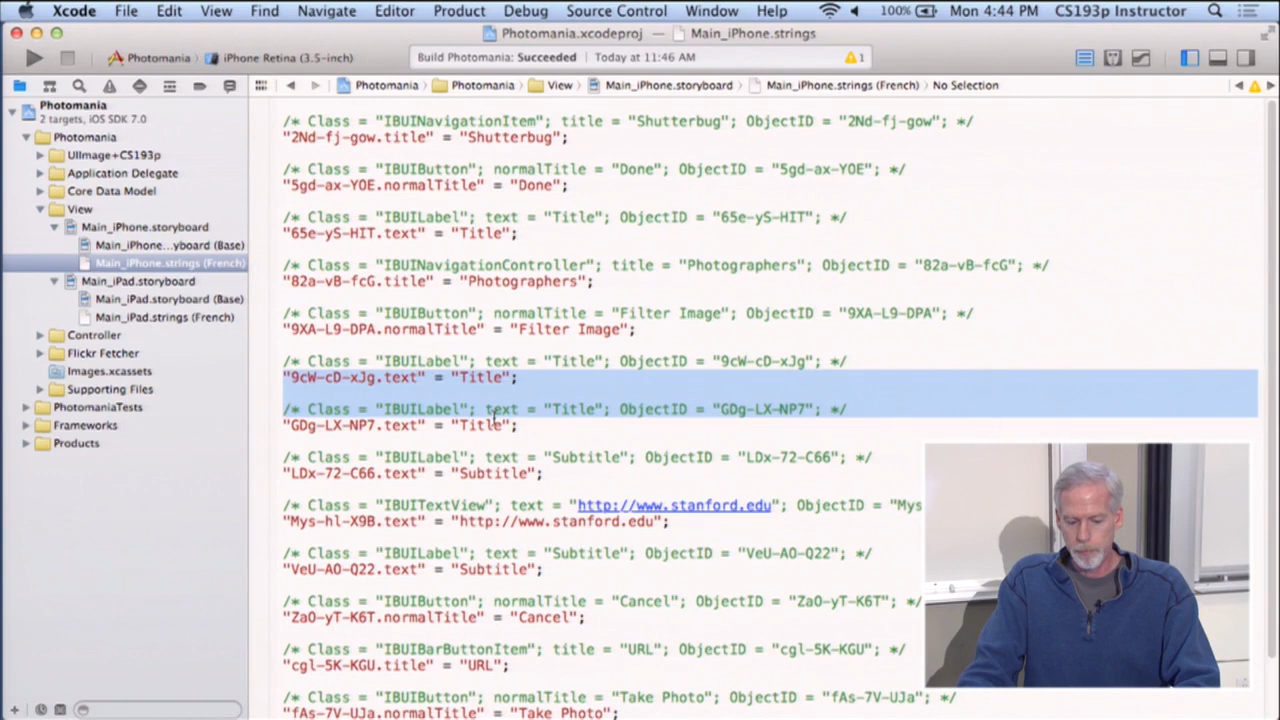 Xcode File Edit View Find Navigate Editor Product Debug Source Control Window Help 100% Mon 4:44 PM CS193p Instructor
Photomania.xcodeproj — Main_iPhone.strings
Photomania iPhone Retina (3.5-inch) Build Photomania: Succeeded Today at 11:46 AM 1
Photomania Photomania View Main_iPhone.storyboard Main_iPhone.strings (French) No Selection
Photomania
2 targets, iOS SDK 7.0
Photomania
UIImage+CS193p
Application Delegate
Core Data Model
View
Main_iPhone.storyboard
Main_iPhone...yboard (Base)
Main_iPhone.strings (French)
Main_iPad.storyboard
Main_iPad.storyboard (Base)
Main_iPad.strings (French)
Controller
Flickr Fetcher
Images.xcassets
Supporting Files
PhotomaniaTests
Frameworks
Products
/* Class = "IBUINavigationItem"; title = "Shutterbug"; ObjectID = "2Nd-fj-gow"; */
"2Nd-fj-gow.title" = "Shutterbug";
/* Class = "IBUIButton"; normalTitle = "Done"; ObjectID = "5gd-ax-YOE"; */
"5gd-ax-YOE.normalTitle" = "Done";
/* Class = "IBUILabel"; text = "Title"; ObjectID = "65e-yS-HIT"; */
"65e-yS-HIT.text" = "Title";
/* Class = "IBUINavigationController"; title = "Photographers"; ObjectID = "82a-vB-fcG"; */
"82a-vB-fcG.title" = "Photographers";
/* Class = "IBUIButton"; normalTitle = "Filter Image"; ObjectID = "9XA-L9-DPA"; */
"9XA-L9-DPA.normalTitle" = "Filter Image";
/* Class = "IBUILabel"; text = "Title"; ObjectID = "9cW-cD-xJg"; */
"9cW-cD-xJg.text" = "Title";
/* Class = "IBUILabel"; text = "Title"; ObjectID = "GDg-LX-NP7"; */
"GDg-LX-NP7.text" = "Title";
/* Class = "IBUILabel"; text = "Subtitle"; ObjectID = "LDx-72-C66"; */
"LDx-72-C66.text" = "Subtitle";
/* Class = "IBUITextView"; text = "http://www.stanford.edu"; ObjectID = "Mys
"Mys-hl-X9B.text" = "http://www.stanford.edu";
/* Class = "IBUILabel"; text = "Subtitle"; ObjectID = "VeU-AO-Q22"; */
"VeU-AO-Q22.text" = "Subtitle";
/* Class = "IBUIButton"; normalTitle = "Cancel"; ObjectID = "ZaO-yT-K6T"; */
"ZaO-yT-K6T.normalTitle" = "Cancel";
/* Class = "IBUIBarButtonItem"; title = "URL"; ObjectID = "cgl-5K-KGU"; */
"cgl-5K-KGU.title" = "URL";
/* Class = "IBUIButton"; normalTitle = "Take Photo"; ObjectID = "fAs-7V-UJa"; */
"fAs-7V-UJa.normalTitle" = "Take Photo";